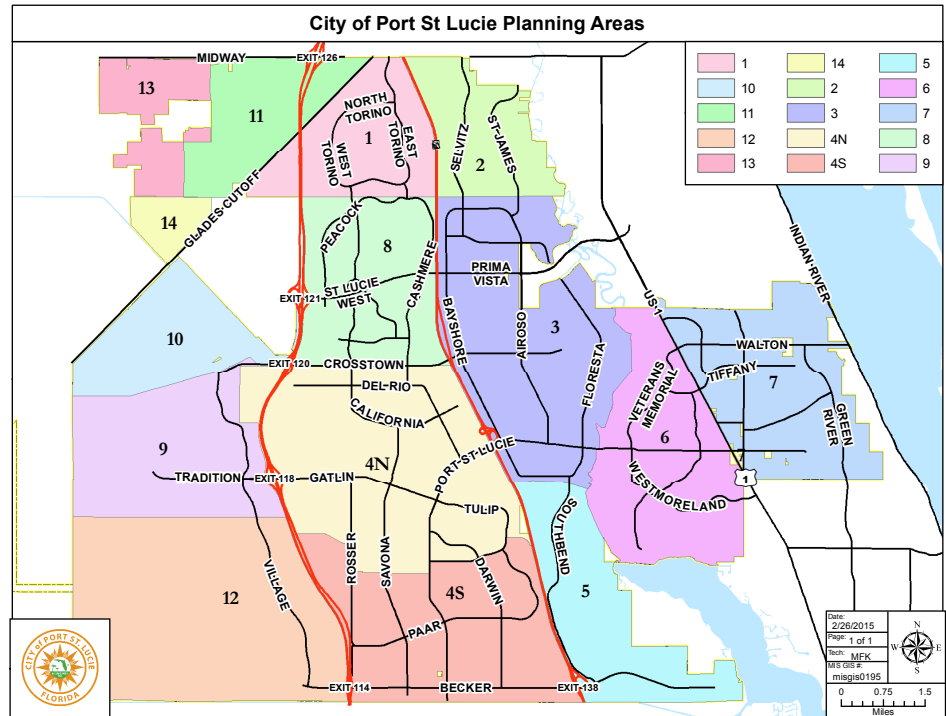 City of Port St Lucie Planning Areas
MIDWAY
EXIT 126
1
14
5
10
4N
2
6
11
3
7
12
4N
8
13
4S
9
13
11
NORTH
TORINO
1
EAST
TORINO
WEST
TORINO
SELVITZ
ST-JAMES
2
GLADES-CUTOFF
14
PEACOCK
8
CASHMERE
ST LUCIE
WEST
EXIT 121
PRIMA
VISTA
INDIAN-RIVER
US 1
10
BAYSHORE
3
AIROSO
FLORESTA
WALTON
TIFFANY
7
EXIT 120
CROSSTOWN
DEL-RIO
CALIFORNIA
VETERANS
MEMORIAL
6
GREEN
RIVER
9
4N
PORT-ST-LUCIE
TRADITION
EXIT 118
GATLIN
WESTMORELAND
1
TULIP
SOUTHBEND
ROSSER
SAVONA
DARWIN
VILLAGE
12
4S
5
PAAR
EXIT 114
BECKER
EXIT 138
CITY of PORT ST. LUCIE
FLORIDA
Date:
2/26/2015
Page: 1 of 1
Tech: MFK
MIS GIS #:
misgis0195
N
W
E
S
0 0.75 1.5
Miles